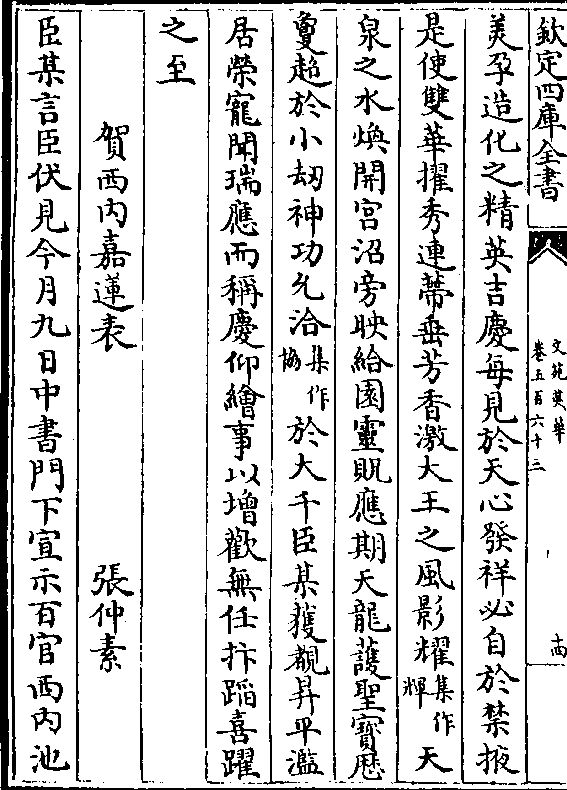 欽定四庫全書
文苑英華
卷五百六十三
十四
美孕造化之精英吉慶每見於天心發祥必自於禁掖
是使雙華擢秀連蔕垂芳香激大王之風影耀集作輝天
泉之水煥開宮沼旁映給園靈貺應期天龍護聖寳厯
敻超於小刼神功允洽集作協於大千臣某獲覩昇平濫
居榮寵聞瑞應而稱慶仰繪事以增歡無任抃蹈喜躍
之至
賀西内嘉蓮表 張仲素
臣某言臣伏見今月九日中書門下宣示百官西内池